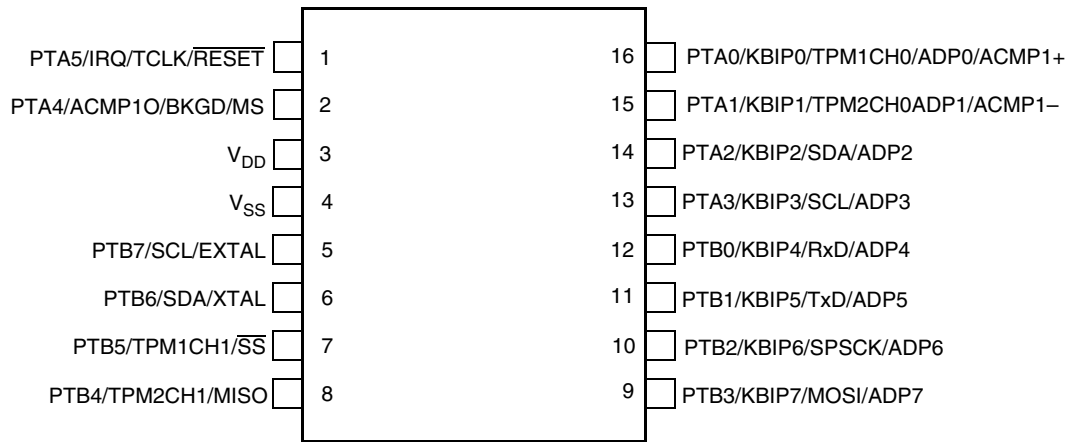 PTA5/IRQ/TCLK/RESET 1
PTA4/ACMP1O/BKGD/MS 2
VDD 3
VSS 4
PTB7/SCL/EXTAL 5
PTB6/SDA/XTAL 6
PTB5/TPM1CH1/SS 7
PTB4/TPM2CH1/MISO 8
16 PTA0/KBIP0/TPM1CH0/ADP0/ACMP1+
15 PTA1/KBIP1/TPM2CH0ADP1/ACMP1–
14 PTA2/KBIP2/SDA/ADP2
13 PTA3/KBIP3/SCL/ADP3
12 PTB0/KBIP4/RxD/ADP4
11 PTB1/KBIP5/TxD/ADP5
10 PTB2/KBIP6/SPSCK/ADP6
9 PTB3/KBIP7/MOSI/ADP7